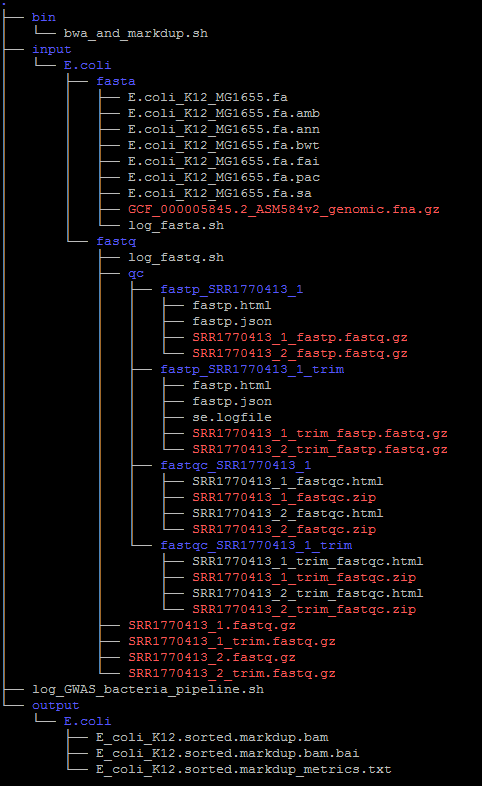 .
├── bin
│   └── bwa_and_markdup.sh
├── input
│   └── E.coli
│       ├── fasta
│       │   ├── E.coli_K12_MG1655.fa
│       │   ├── E.coli_K12_MG1655.fa.amb
│       │   ├── E.coli_K12_MG1655.fa.ann
│       │   ├── E.coli_K12_MG1655.fa.bwt
│       │   ├── E.coli_K12_MG1655.fa.fai
│       │   ├── E.coli_K12_MG1655.fa.pac
│       │   ├── E.coli_K12_MG1655.fa.sa
│       │   ├── GCF_000005845.2_ASM584v2_genomic.fna.gz
│       │   └── log_fasta.sh
│       └── fastq
│           ├── log_fastq.sh
│           ├── qc
│           │   ├── fastp_SRR1770413_1
│           │   │   ├── fastp.html
│           │   │   ├── fastp.json
│           │   │   ├── SRR1770413_1_fastp.fastq.gz
│           │   │   └── SRR1770413_2_fastp.fastq.gz
│           │   ├── fastp_SRR1770413_1_trim
│           │   │   ├── fastp.html
│           │   │   ├── fastp.json
│           │   │   ├── se.logfile
│           │   │   ├── SRR1770413_1_trim_fastp.fastq.gz
│           │   │   └── SRR1770413_2_trim_fastp.fastq.gz
│           │   ├── fastqc_SRR1770413_1
│           │   │   ├── SRR1770413_1_fastqc.html
│           │   │   ├── SRR1770413_1_fastqc.zip
│           │   │   ├── SRR1770413_2_fastqc.html
│           │   │   └── SRR1770413_2_fastqc.zip
│           │   └── fastqc_SRR1770413_1_trim
│           │       ├── SRR1770413_1_trim_fastqc.html
│           │       ├── SRR1770413_1_trim_fastqc.zip
│           │       ├── SRR1770413_2_trim_fastqc.html
│           │       └── SRR1770413_2_trim_fastqc.zip
│           ├── SRR1770413_1.fastq.gz
│           ├── SRR1770413_1_trim.fastq.gz
│           ├── SRR1770413_2.fastq.gz
│           └── SRR1770413_2_trim.fastq.gz
├── log_GWAS_bacteria_pipeline.sh
└── output
    └── E.coli
        ├── E_coli_K12.sorted.markdup.bam
        ├── E_coli_K12.sorted.markdup.bam.bai
        └── E_coli_K12.sorted.markdup_metrics.txt